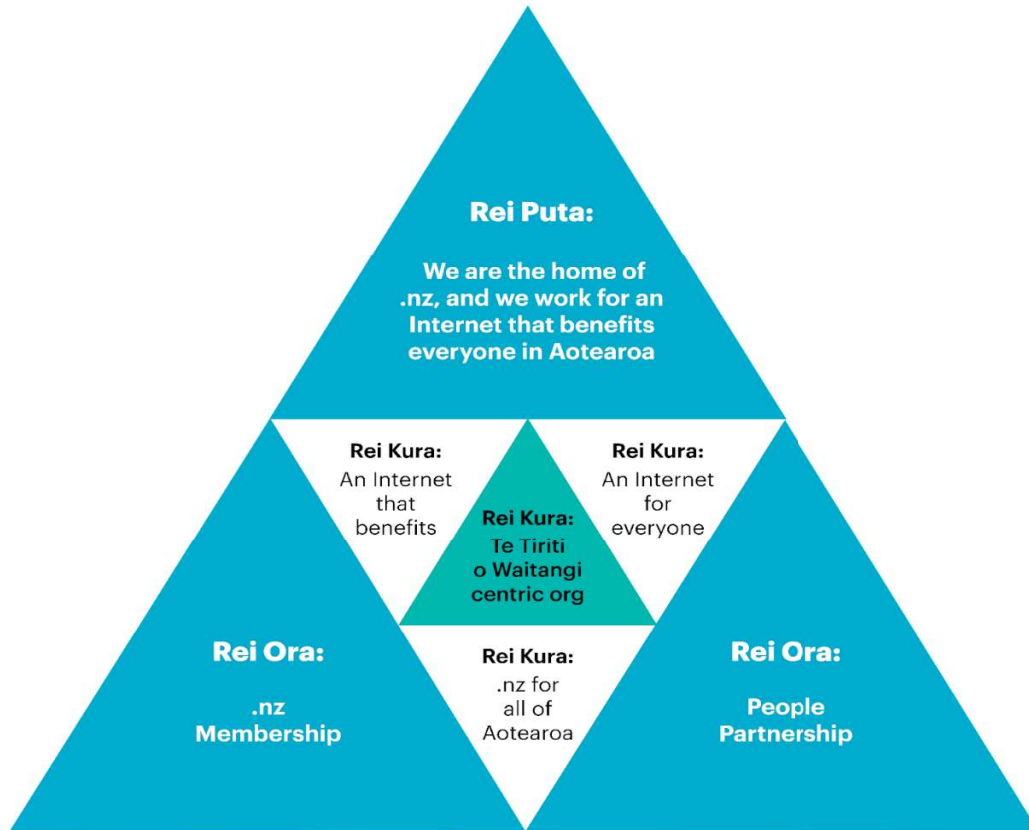 Rei Puta:
We are the home of
.nz, and we work for an
Internet that benefits
everyone in Aotearoa
Rei Kura:
An Internet
that
benefits
Rei Kura:
An Internet
for
everyone
Rei Kura:
Te Tiriti
o Waitangi
centric org
Rei Ora:
.nz
Membership
Rei Kura:
.nz for
all of
Aotearoa
Rei Ora:
People
Partnership